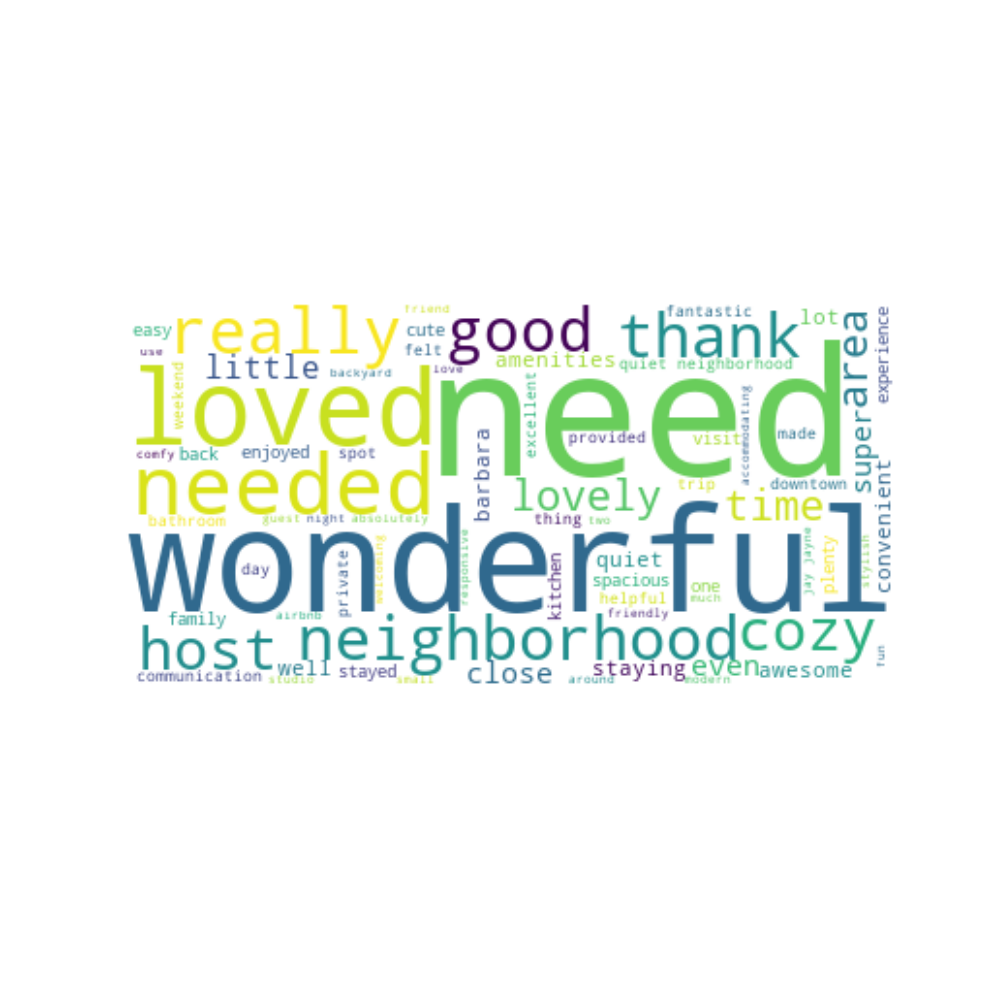 friend
fantastic
easy
really
cute
good
thank
lot
area
experience
use
felt
little
backyard
love
amenities
quiet neighborhood
weekend
loved
need
excellent
accommodating
super
comfy
back
enjoyed
spot
barbara
provided
visit
made
needed
lovely
trip
downtown
time
convenient
bathroom
guest
night
absolutely
thing
two
wonderful
day
private
welcoming
responsive
kitchen
quiet
spacious
helpful
one
much
jay jayne
plenty
stylish
family
airbnb
friendly
host
neighborhood
cozy
fun
communication
studio
well
stayed
small
close
around
staying
even
modern
awesome